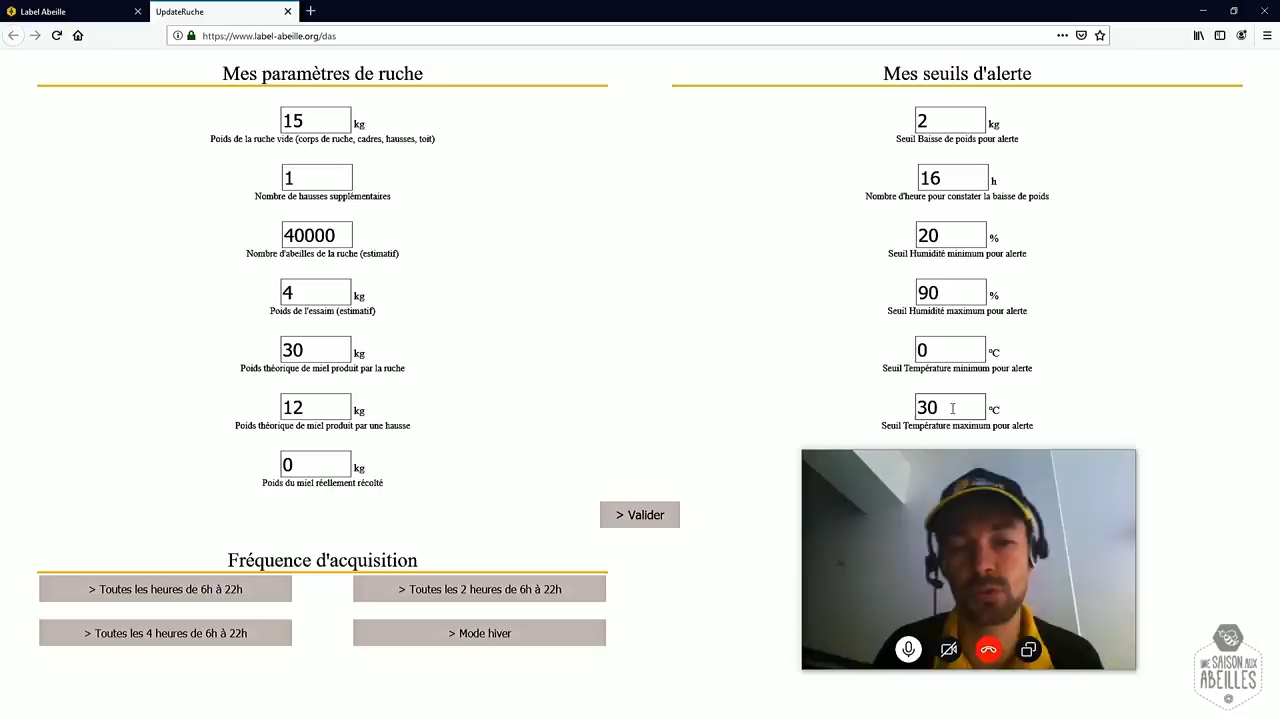 Label Abeille
UpdateRuche
https://www.label-abeille.org/das
Mes paramètres de ruche
15 kg
Poids de la ruche vide (corps de ruche, cadres, hausses, toit)
1
Nombre de hausses supplémentaires
40000
Nombre d'abeilles de la ruche (estimatif)
4 kg
Poids de l'essaim (estimatif)
30 kg
Poids théorique de miel produit par la ruche
12 kg
Poids théorique de miel produit par une hausse
0 kg
Poids du miel réellement récolté
Mes seuils d'alerte
2 kg
Seuil Baisse de poids pour alerte
16 h
Nombre d'heure pour constater la baisse de poids
20 %
Seuil Humidité minimum pour alerte
90 %
Seuil Humidité maximum pour alerte
0 °C
Seuil Température minimum pour alerte
30 °C
Seuil Température maximum pour alerte
> Valider
Fréquence d'acquisition
> Toutes les heures de 6h à 22h
> Toutes les 2 heures de 6h à 22h
> Toutes les 4 heures de 6h à 22h
> Mode hiver
UNE SAISON AUX
ABEILLES